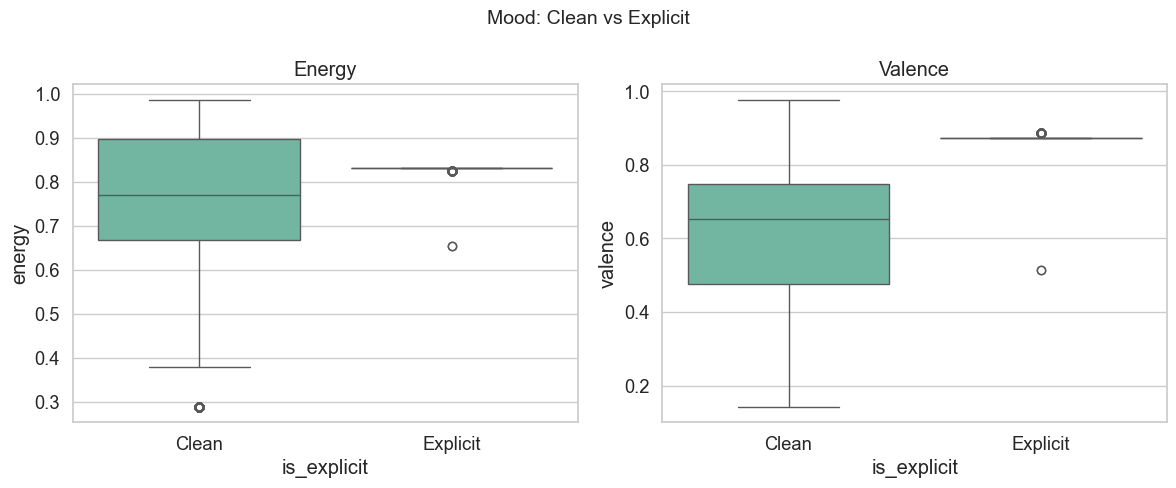 Mood: Clean vs Explicit
Energy
energy
1.0
0.9
0.8
0.7
0.6
0.5
0.4
0.3
Clean
Explicit
is_explicit
Valence
valence
1.0
0.8
0.6
0.4
0.2
Clean
Explicit
is_explicit